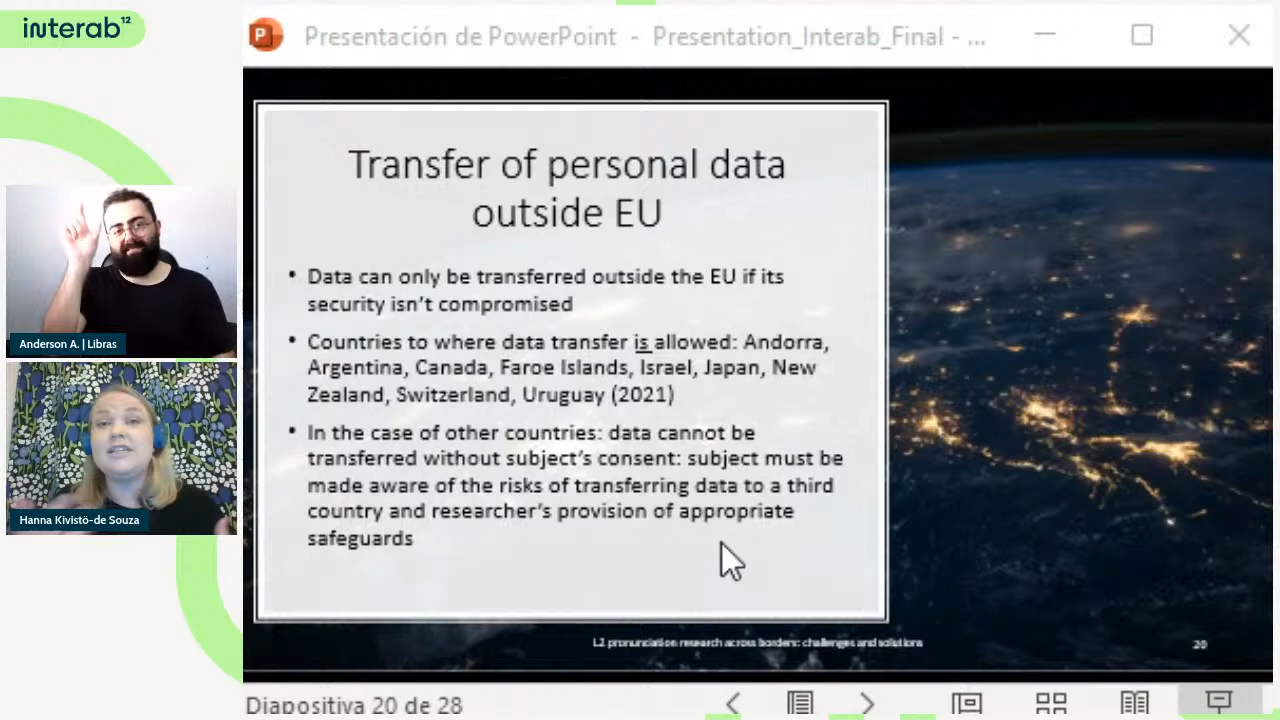 interab¹²
Presentación de PowerPoint - Presentation_Interab_Final - ...
Transfer of personal data
outside EU
• Data can only be transferred outside the EU if its
security isn't compromised
• Countries to where data transfer is allowed: Andorra,
Argentina, Canada, Faroe Islands, Israel, Japan, New
Zealand, Switzerland, Uruguay (2021)
• In the case of other countries: data cannot be
transferred without subject's consent: subject must be
made aware of the risks of transferring data to a third
country and researcher's provision of appropriate
safeguards
Anderson A. | Libras
Hanna Kivistö-de Souza
L2 pronunciation research across borders: challenges and solutions
20
Diapositiva 20 de 28